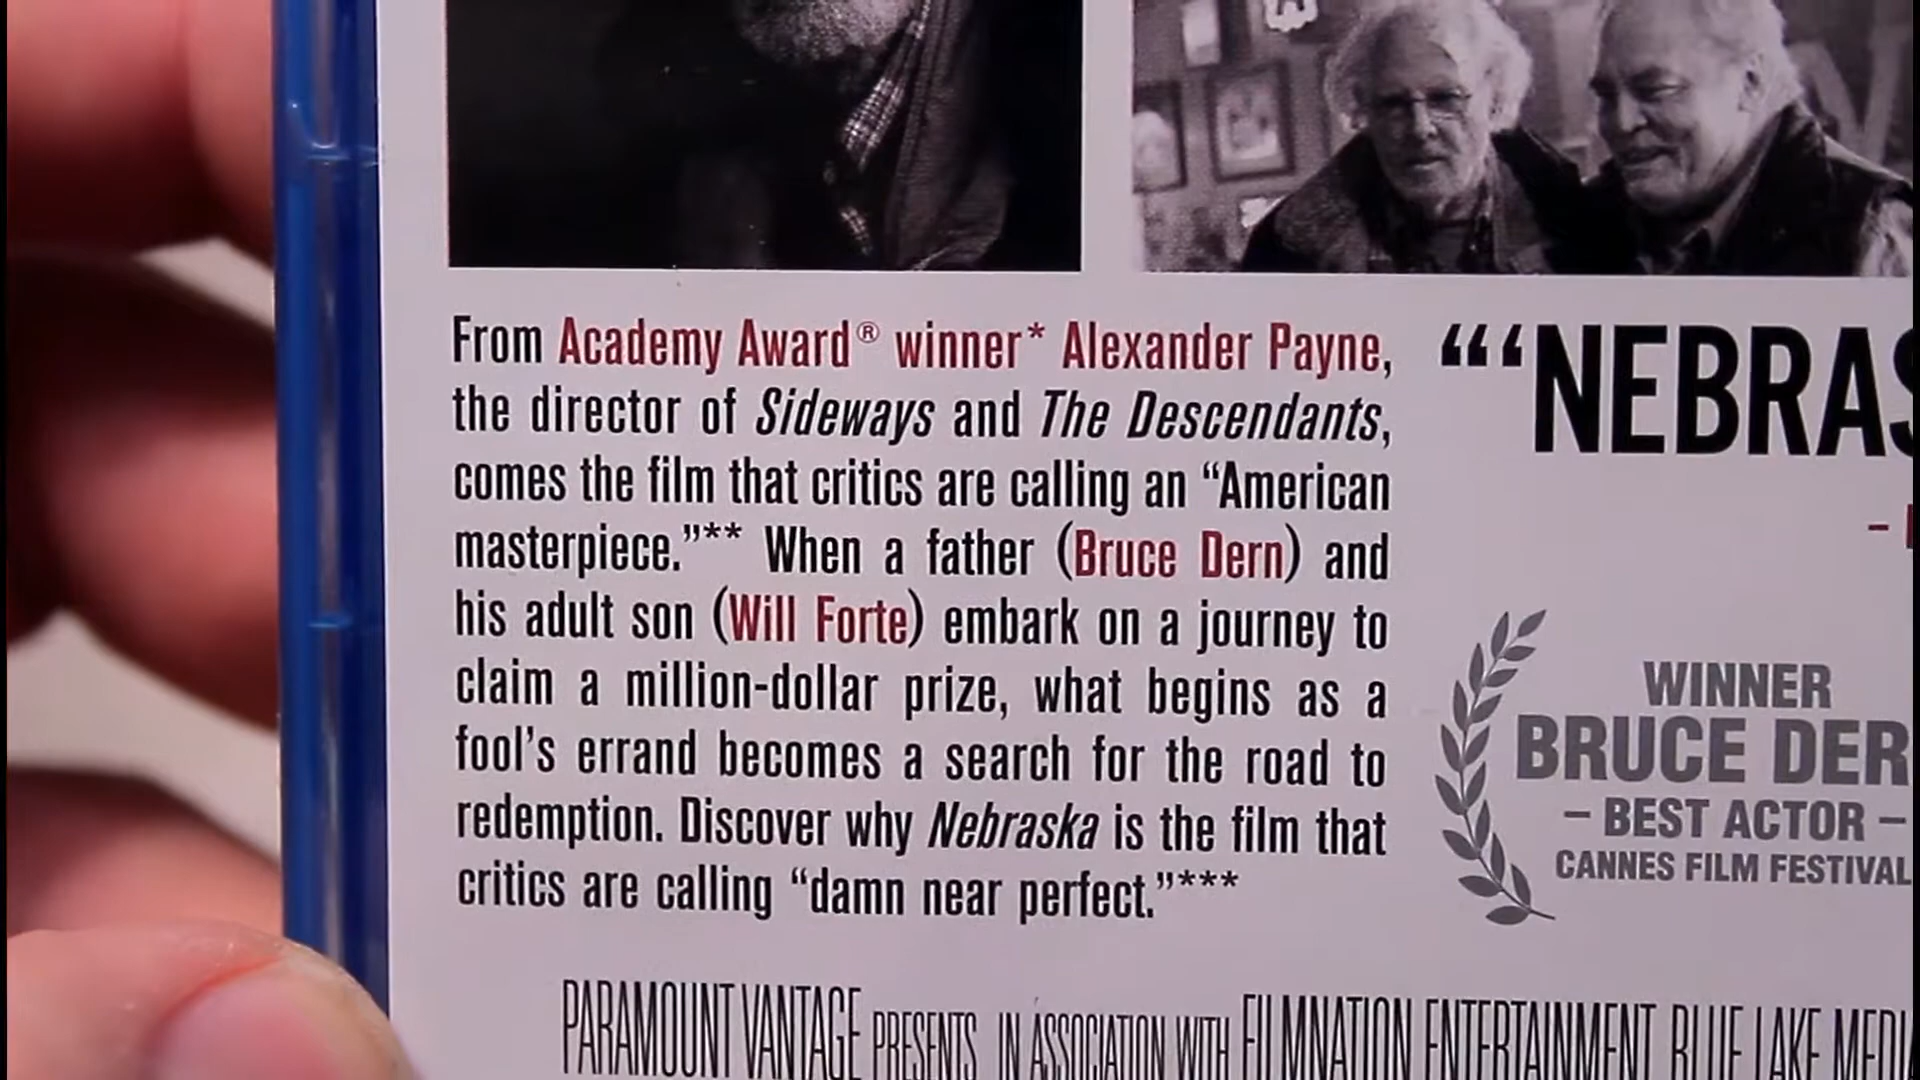 From Academy Award® winner* Alexander Payne,
the director of Sideways and The Descendants,
comes the film that critics are calling an “American
masterpiece.”** When a father (Bruce Dern) and
his adult son (Will Forte) embark on a journey to
claim a million-dollar prize, what begins as a
fool’s errand becomes a search for the road to
redemption. Discover why Nebraska is the film that
critics are calling “damn near perfect.”***
“‘NEBRAS
WINNER
BRUCE DER
– BEST ACTOR –
CANNES FILM FESTIVAL
PARAMOUNT VANTAGE PRESENTS IN ASSOCIATION WITH FILMNATION ENTERTAINMENT BLUE LAKE MEDI